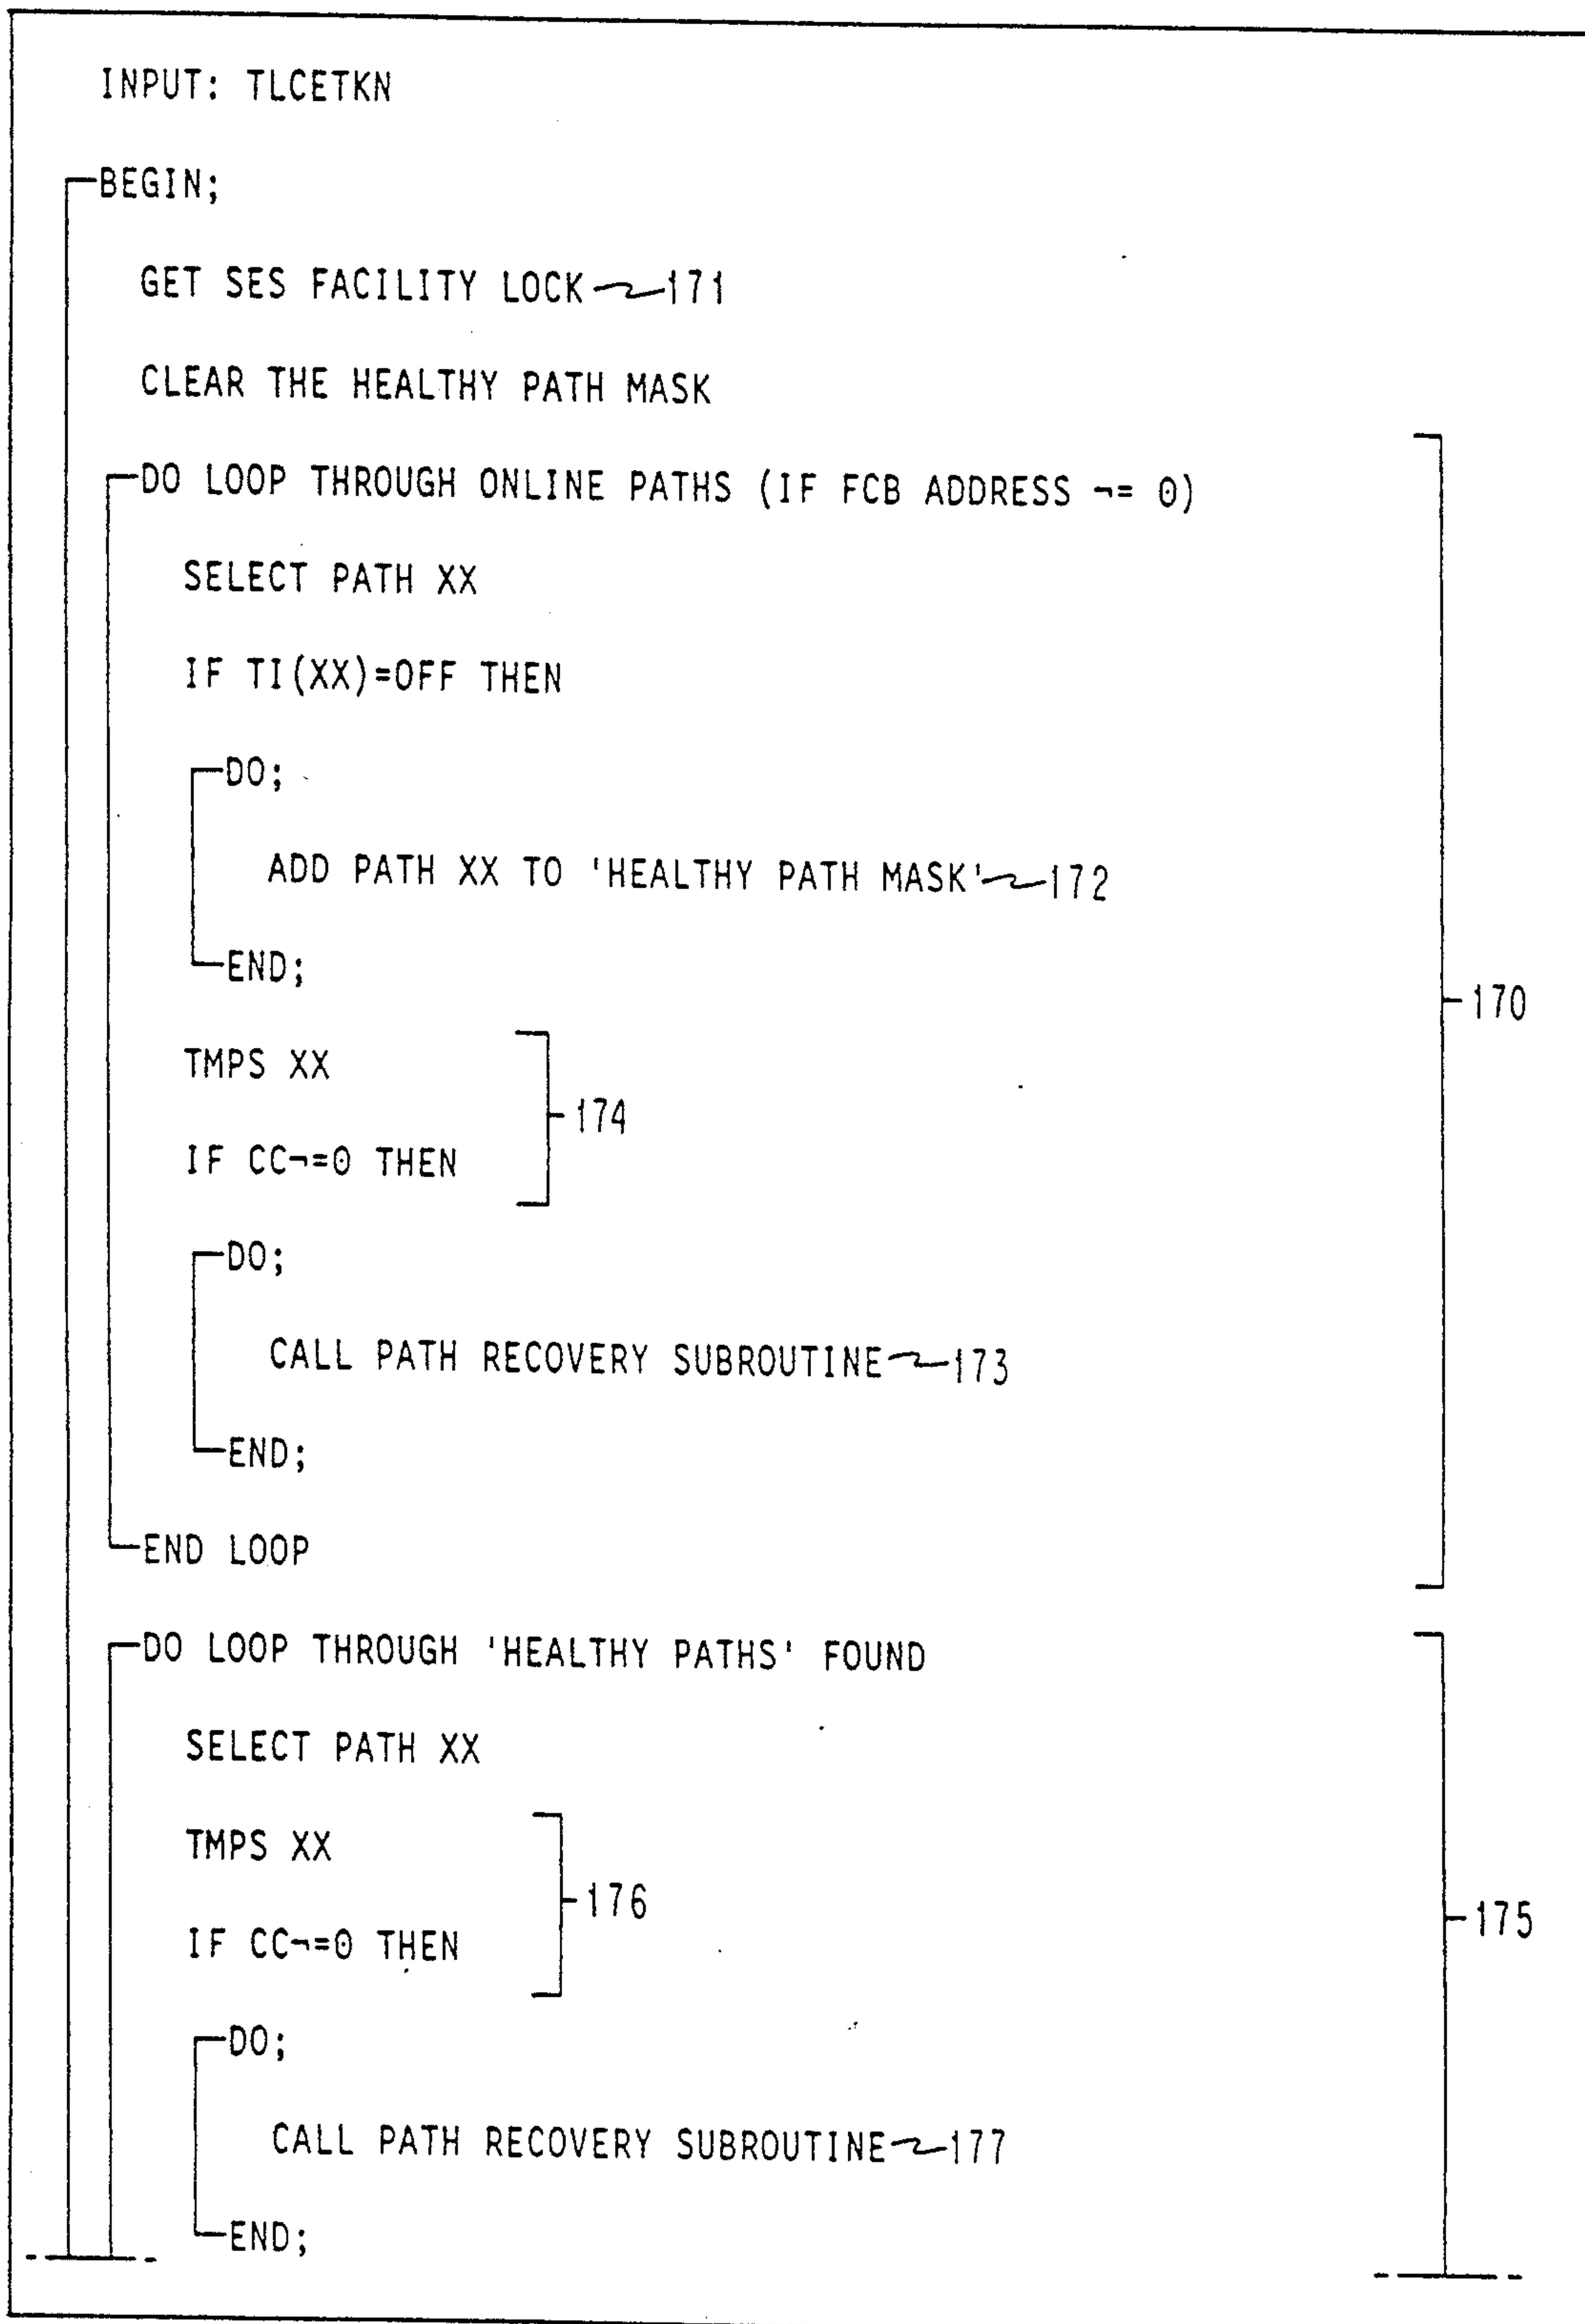 INPUT: TLCETKN
BEGIN;
GET SES FACILITY LOCK 171
CLEAR THE HEALTHY PATH MASK
DO LOOP THROUGH ONLINE PATHS (IF FCB ADDRESS ¬= 0)
SELECT PATH XX
IF TI(XX)=OFF THEN
DO;
ADD PATH XX TO 'HEALTHY PATH MASK' 172
END;
170
TMPS XX
174
IF CC¬=0 THEN
DO;
CALL PATH RECOVERY SUBROUTINE 173
END;
END LOOP
DO LOOP THROUGH 'HEALTHY PATHS' FOUND
SELECT PATH XX
TMPS XX
176
175
IF CC¬=0 THEN
DO;
CALL PATH RECOVERY SUBROUTINE 177
END;